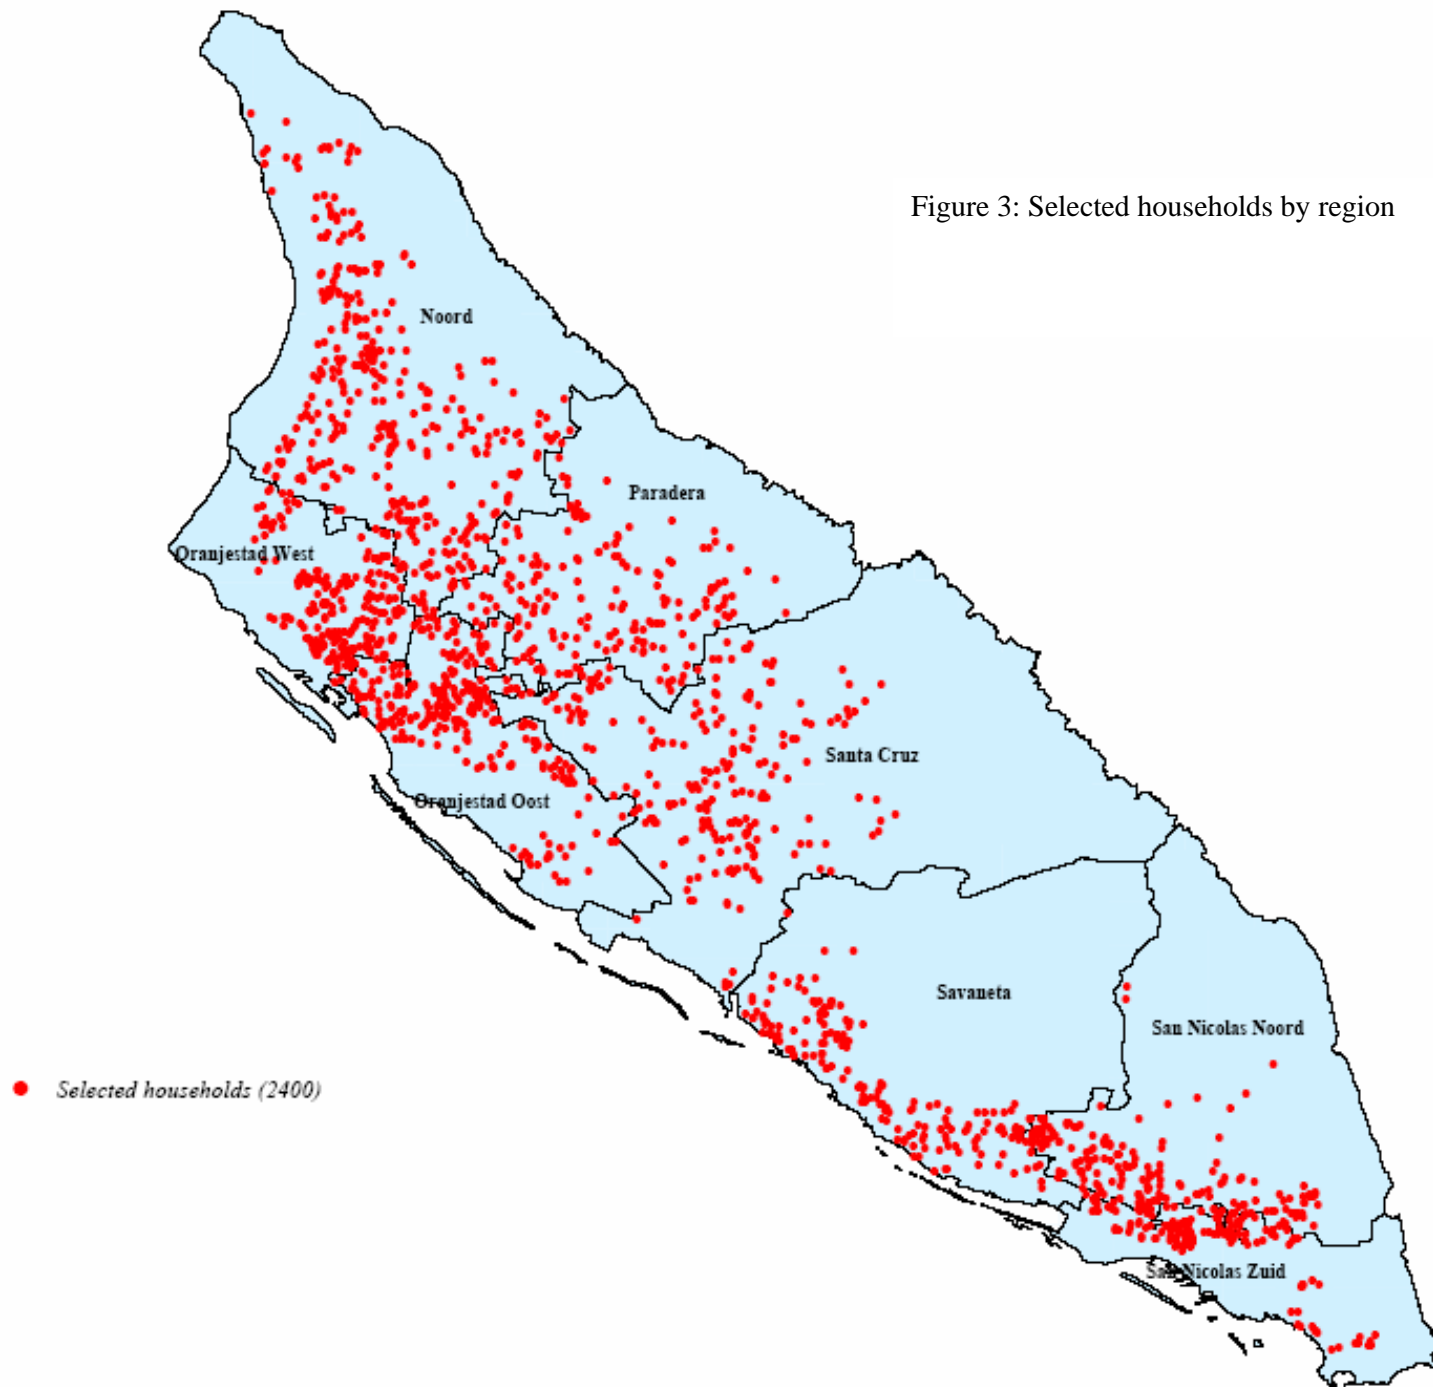 Figure 3: Selected households by region
Noord
Paradera
Oranjestad West
Santa Cruz
Oranjestad Oost
Savaneta
San Nicolas Noord
Selected households (2400)
San Nicolas Zuid